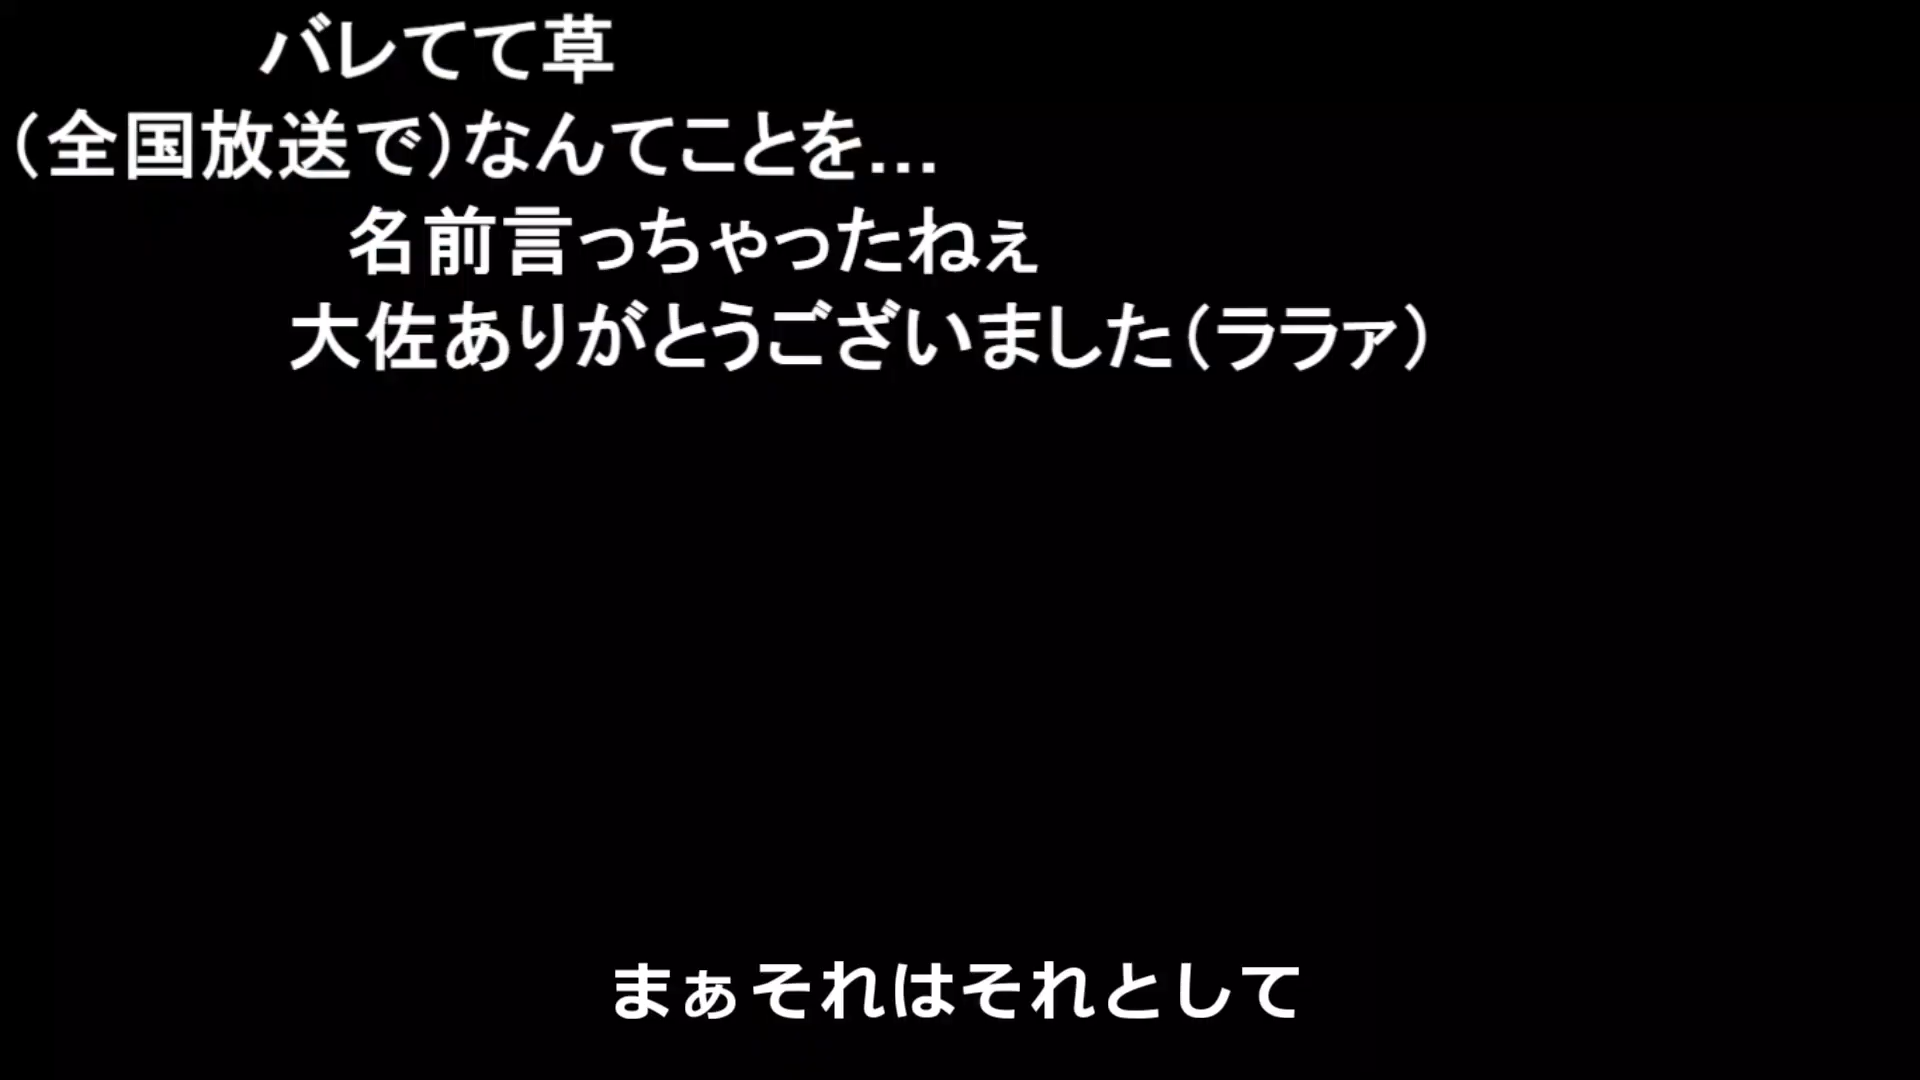 バレてて草
（全国放送で）なんてことを...
名前言っちゃったねぇ
大佐ありがとうございました（ララァ）
まぁそれはそれとして